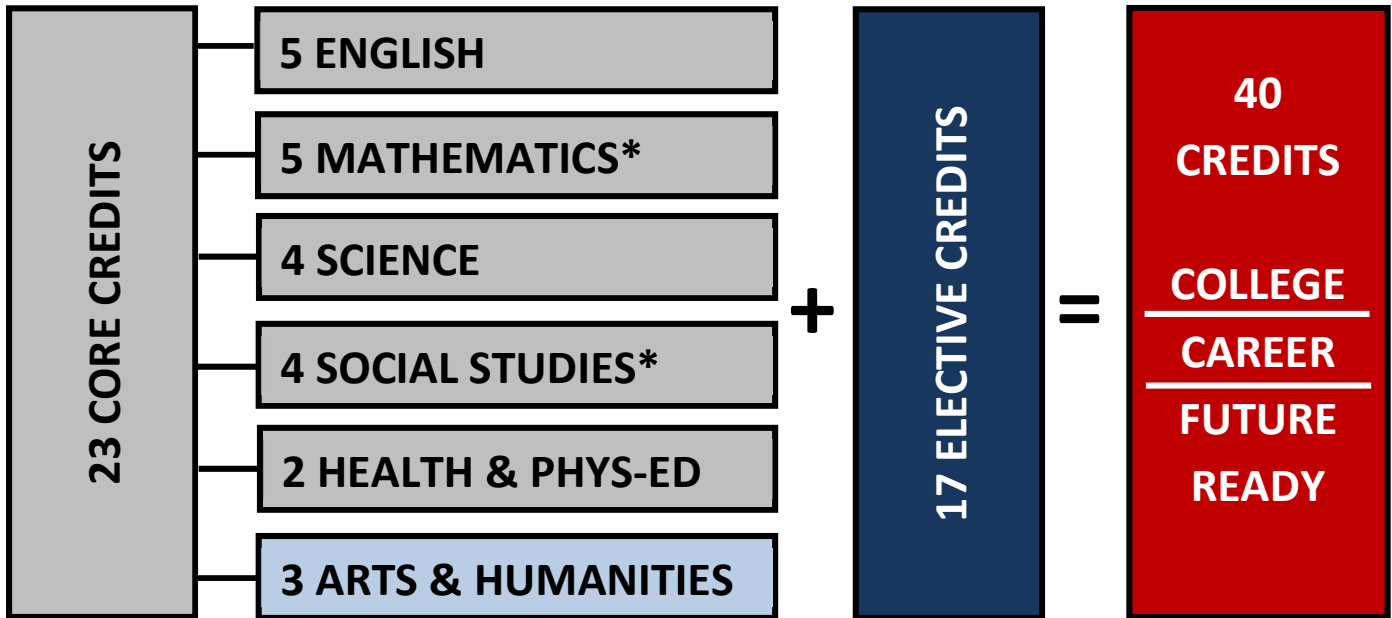 23 CORE CREDITS
5 ENGLISH
5 MATHEMATICS*
4 SCIENCE
4 SOCIAL STUDIES*
2 HEALTH & PHYS-ED
3 ARTS & HUMANITIES
+
17 ELECTIVE CREDITS
=
40
CREDITS
COLLEGE
CAREER
FUTURE
READY